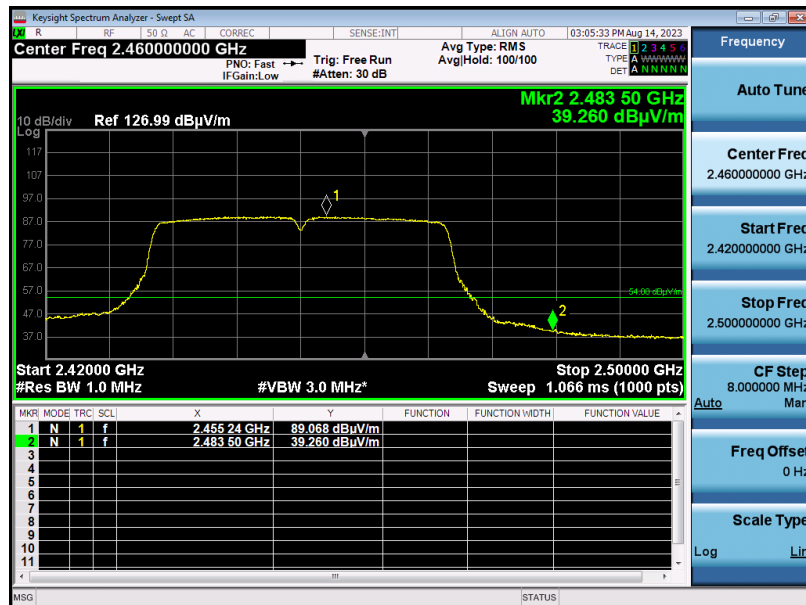 Keysight Spectrum Analyzer - Swept SA
LXI R RF 50 Ω AC CORREC SENSE:INT ALIGN AUTO 03:05:33 PM Aug 14, 2023
Center Freq 2.460000000 GHz
PNO: Fast
IFGain:Low
Trig: Free Run
#Atten: 30 dB
Avg Type: RMS
Avg|Hold: 100/100
TRACE 1 2 3 4 5 6
TYPE A WWWWW
DET A N N N N N
Mkr2 2.483 50 GHz
39.260 dBµV/m
10 dB/div Ref 126.99 dBµV/m
Log
117
107
97.0
87.0
77.0
67.0
57.0
47.0
37.0
1
54.00 dBµV/m
2
Start 2.42000 GHz Stop 2.50000 GHz
#Res BW 1.0 MHz #VBW 3.0 MHz* Sweep 1.066 ms (1000 pts)
MKR MODE TRC SCL X Y FUNCTION FUNCTION WIDTH FUNCTION VALUE
1 N 1 f 2.455 24 GHz 89.068 dBµV/m
2 N 1 f 2.483 50 GHz 39.260 dBµV/m
3
4
5
6
7
8
9
10
11
MSG STATUS
Frequency
Auto Tune
Center Freq
2.460000000 GHz
Start Freq
2.420000000 GHz
Stop Freq
2.500000000 GHz
CF Step
8.000000 MHz
Auto Man
Freq Offset
0 Hz
Scale Type
Log Lin